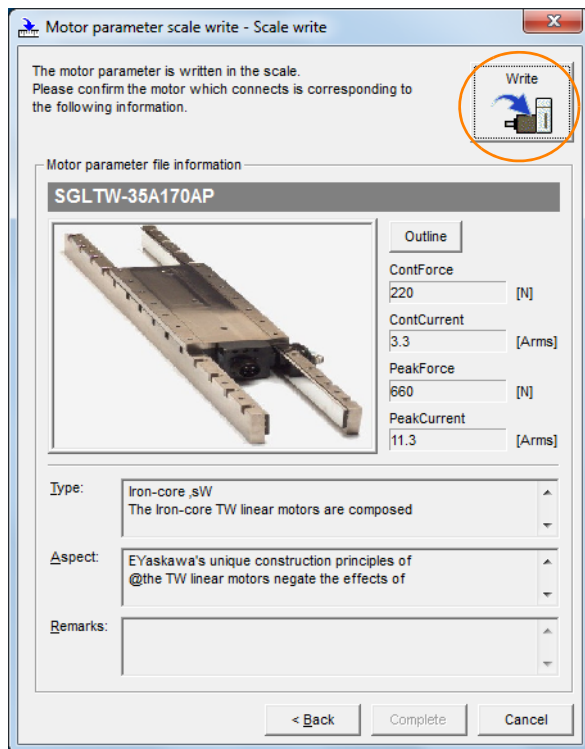 Motor parameter scale write - Scale write
The motor parameter is written in the scale.
Please confirm the motor which connects is corresponding to
the following information.
Write
Motor parameter file information
SGLTW-35A170AP
Outline
ContForce
220 [N]
ContCurrent
3.3 [Arms]
PeakForce
660 [N]
PeakCurrent
11.3 [Arms]
Type:
Iron-core ,sW
The Iron-core TW linear motors are composed
Aspect:
EYaskawa's unique construction principles of
@the TW linear motors negate the effects of
Remarks:
< Back
Complete
Cancel